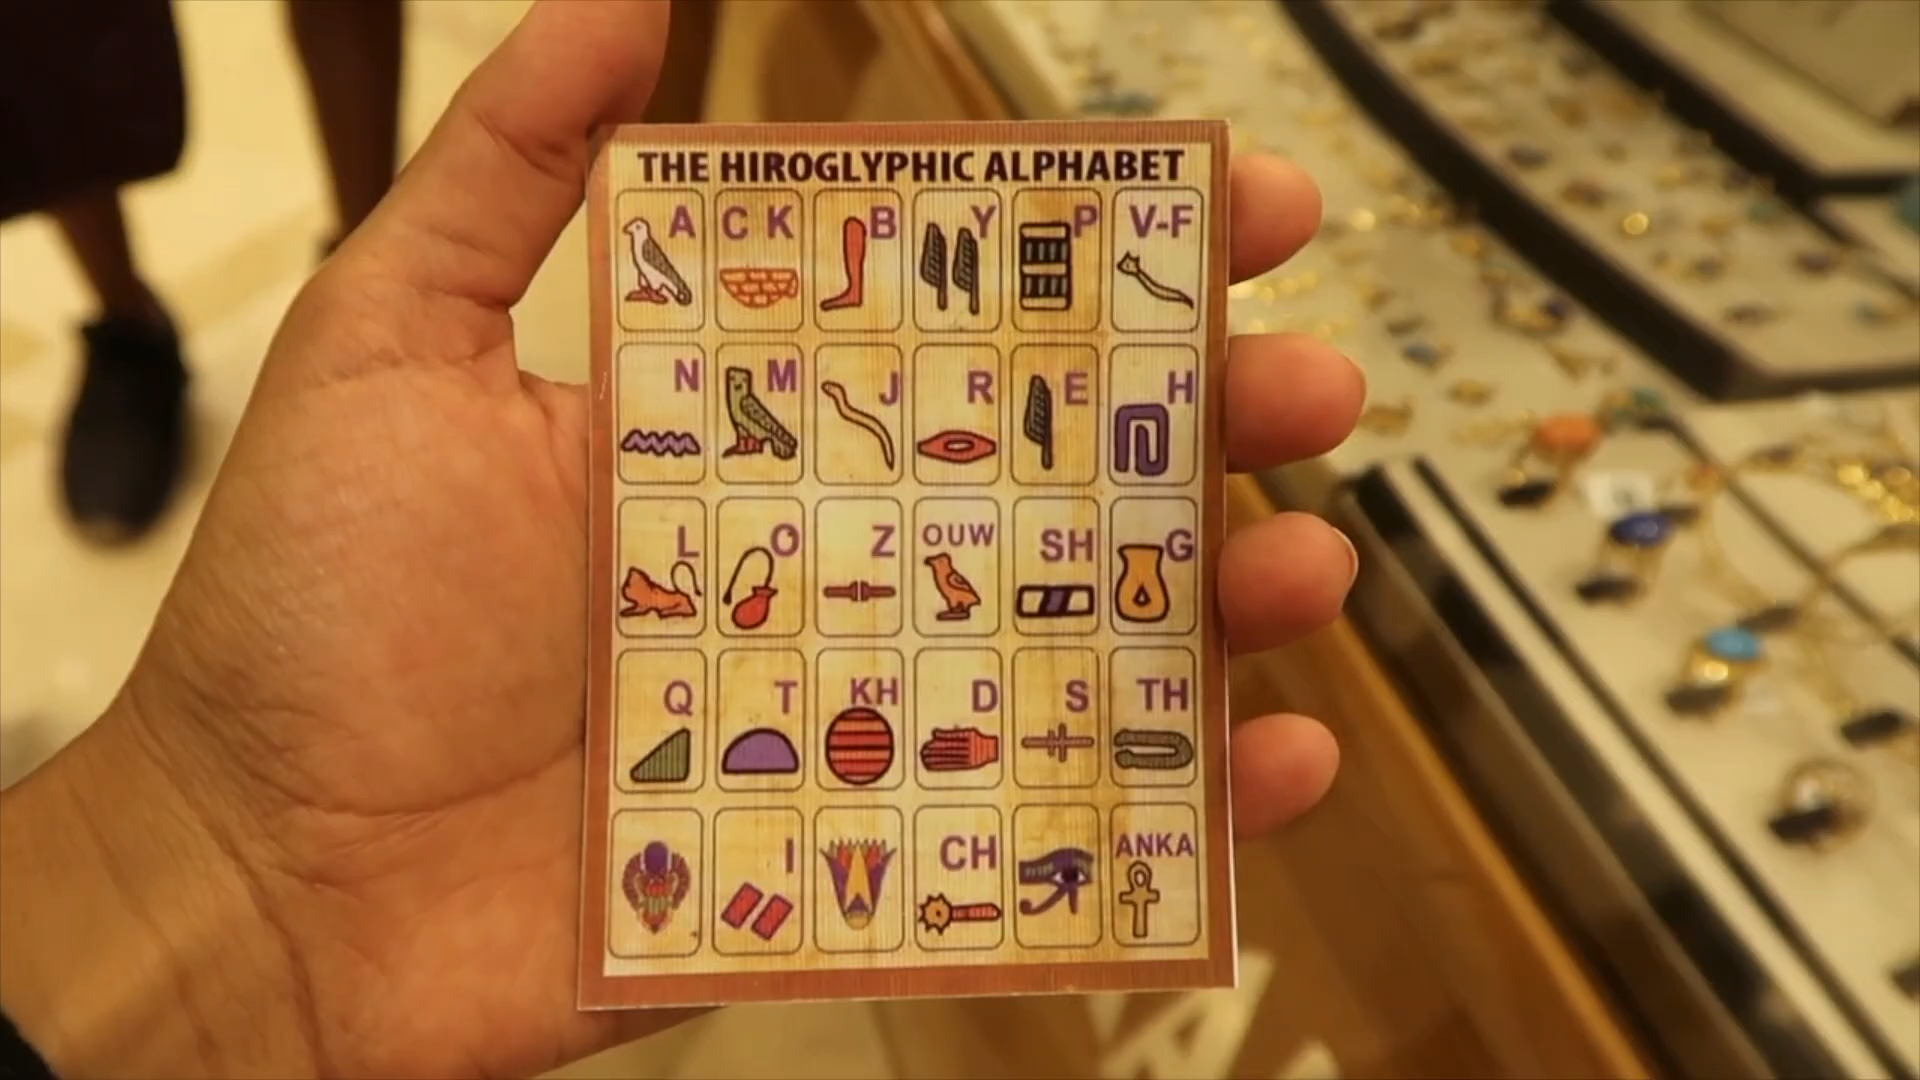 THE HIROGLYPHIC ALPHABET
A C K B Y P V-F
N M J R E H
L O Z OUW SH G
Q T KH D S TH
I CH ANKA